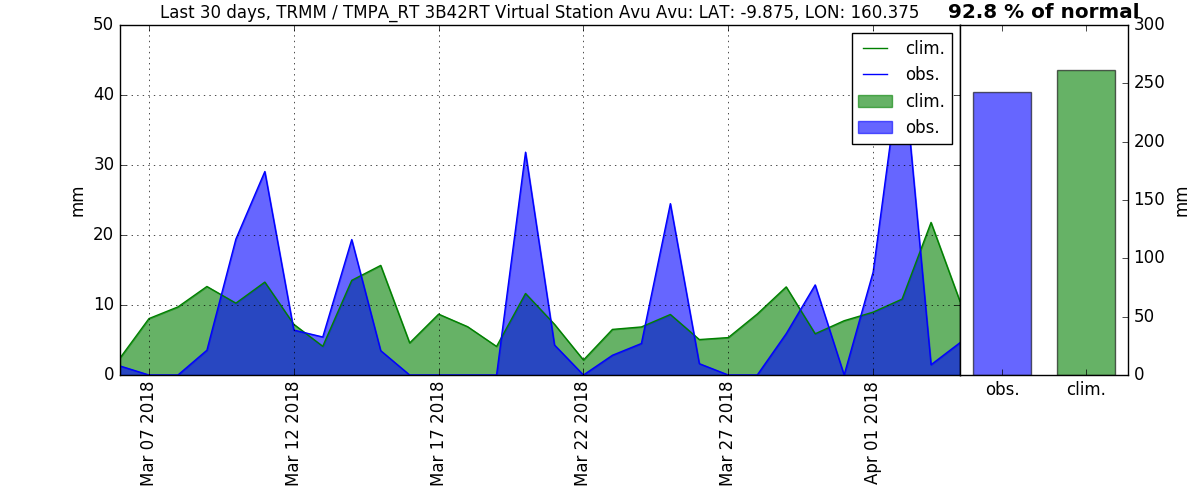 Last 30 days, TRMM / TMPA_RT 3B42RT Virtual Station Avu Avu: LAT: -9.875, LON: 160.375
92.8 % of normal
50
40
30
20
10
0
mm
clim.
obs.
clim.
obs.
300
250
200
150
100
50
0
mm
Mar 07 2018
Mar 12 2018
Mar 17 2018
Mar 22 2018
Mar 27 2018
Apr 01 2018
obs.
clim.